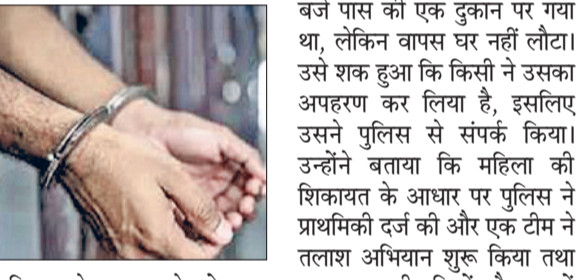 बजे पास की एक दुकान पर गया
था, लेकिन वापस घर नहीं लौटा।
उसे शक हुआ कि किसी ने उसका
अपहरण कर लिया है, इसलिए
उसने पुलिस से संपर्क किया।
उन्होंने बताया कि महिला की
शिकायत के आधार पर पुलिस ने
प्राथमिकी दर्ज की और एक टीम ने
तलाश अभियान शुरू किया तथा